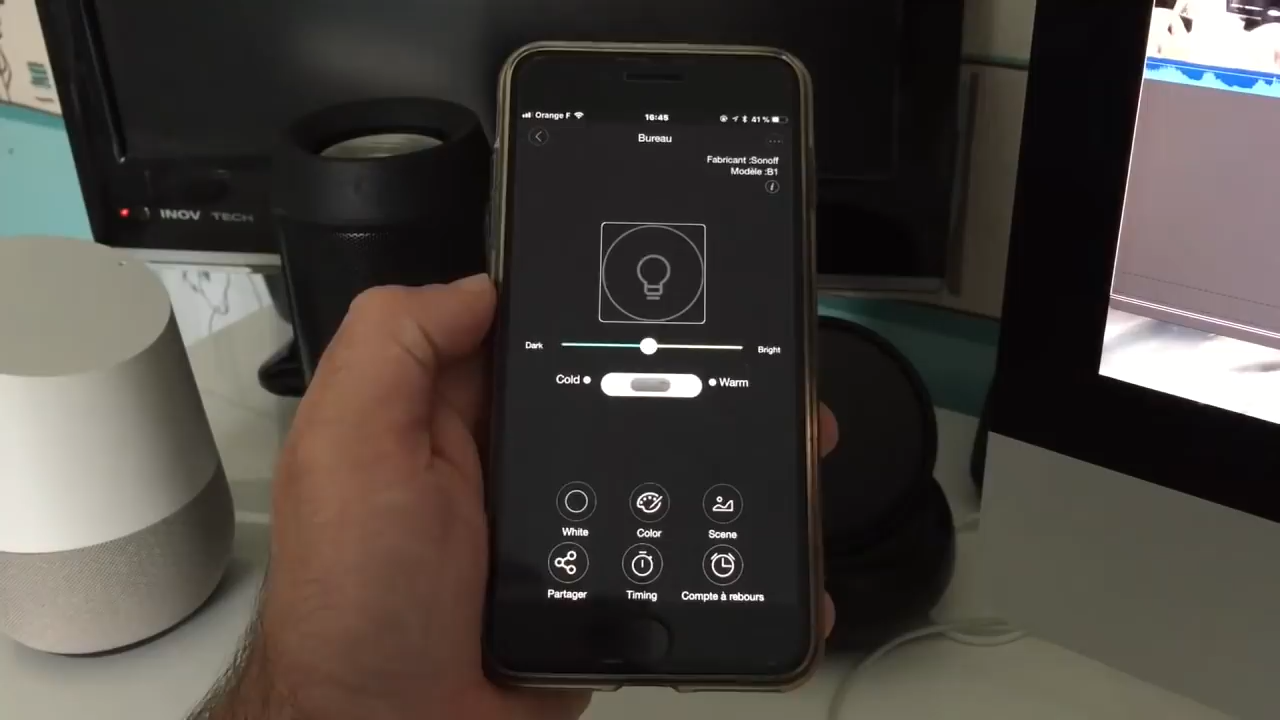 Orange F 16:45 41 %
Bureau
Fabricant :Sonoff
Modèle :B1
i
Dark Bright
Cold Warm
White Color Scene
Partager Timing Compte à rebours
INOV TECH